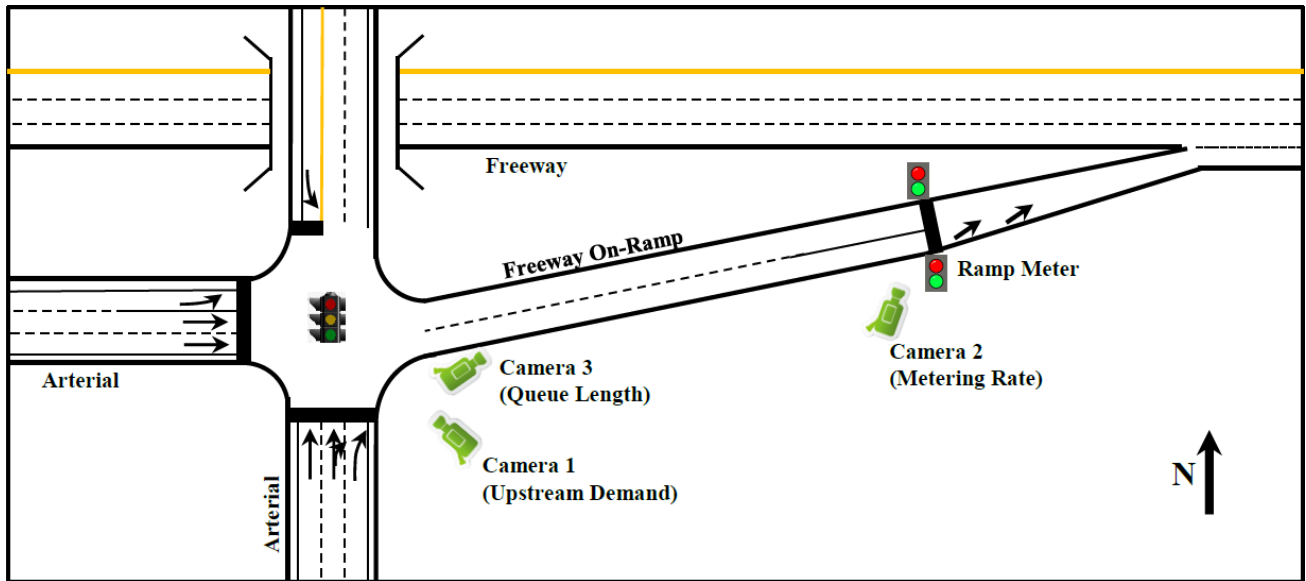 Freeway
Freeway On-Ramp
Ramp Meter
Arterial
Camera 3
(Queue Length)
Camera 2
(Metering Rate)
Camera 1
(Upstream Demand)
Arterial
N